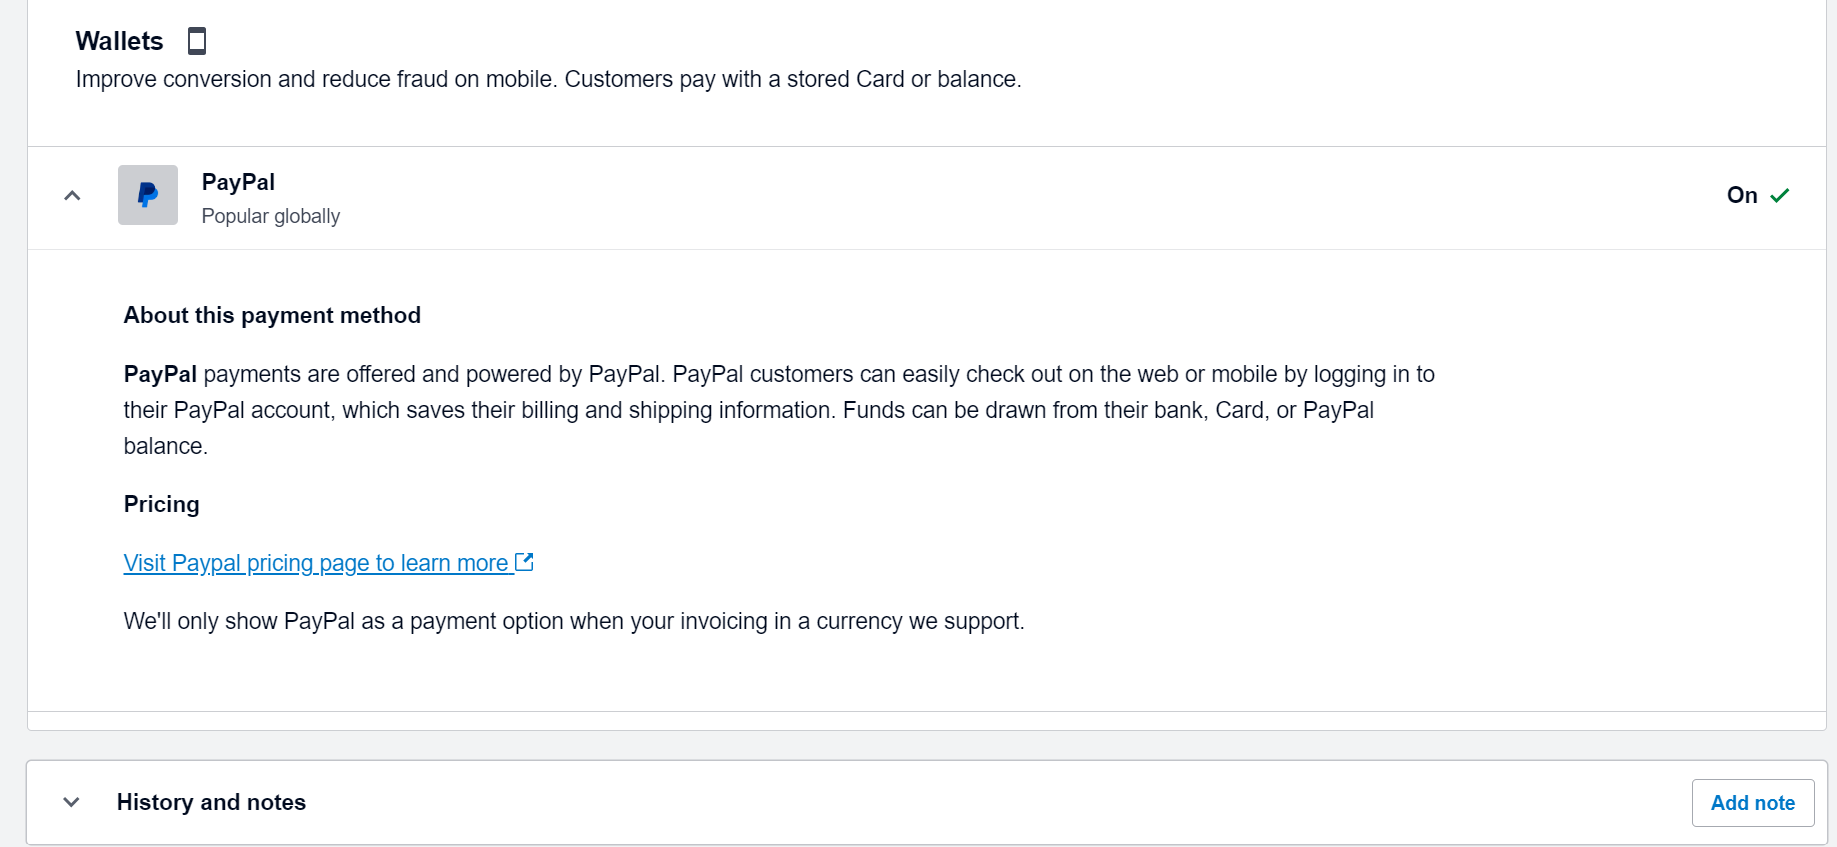 Wallets
Improve conversion and reduce fraud on mobile. Customers pay with a stored Card or balance.
PayPal
Popular globally
On
About this payment method
PayPal payments are offered and powered by PayPal. PayPal customers can easily check out on the web or mobile by logging in to
their PayPal account, which saves their billing and shipping information. Funds can be drawn from their bank, Card, or PayPal
balance.
Pricing
Visit Paypal pricing page to learn more
We'll only show PayPal as a payment option when your invoicing in a currency we support.
History and notes
Add note